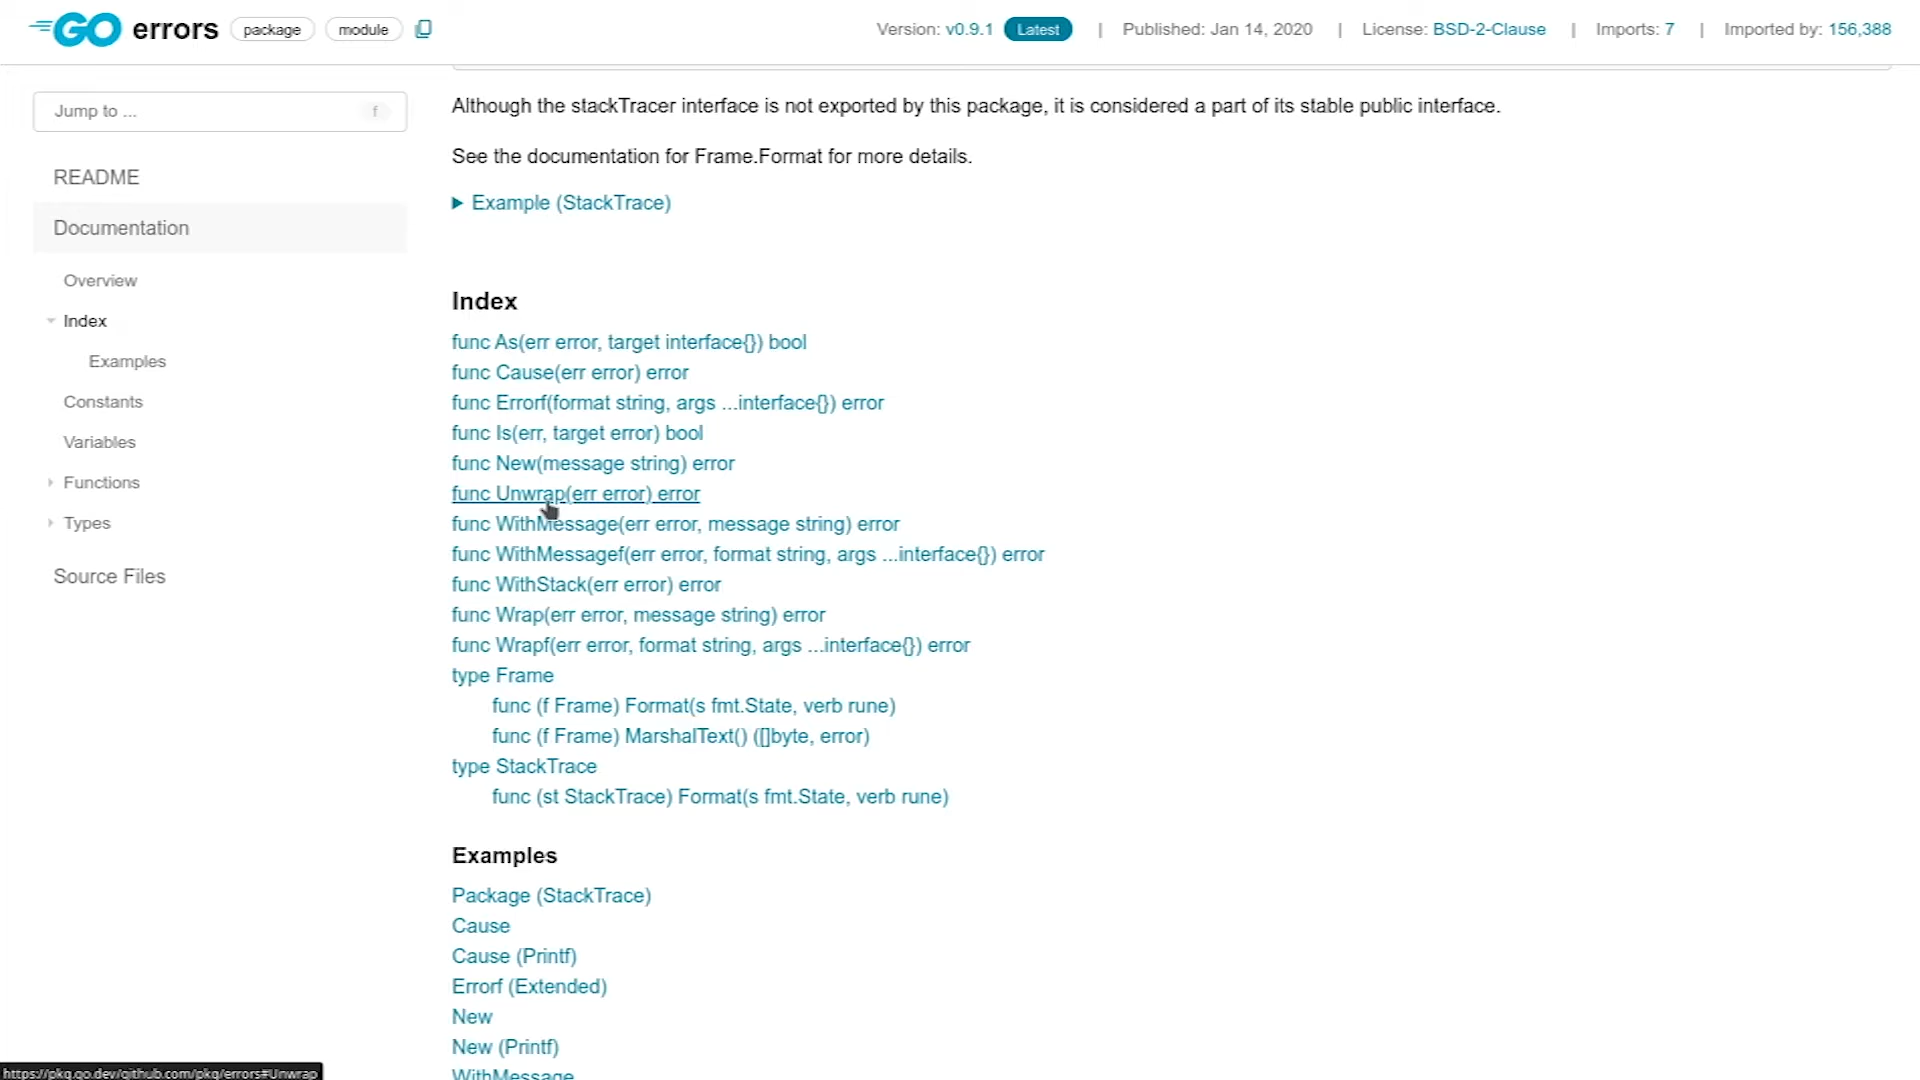 GO errors package module Version: v0.9.1 Latest | Published: Jan 14, 2020 | License: BSD-2-Clause | Imports: 7 | Imported by: 156,388
Jump to ... f
README
Documentation
Overview
Index
Examples
Constants
Variables
Functions
Types
Source Files
Although the stackTracer interface is not exported by this package, it is considered a part of its stable public interface.
See the documentation for Frame.Format for more details.
Example (StackTrace)
Index
func As(err error, target interface{}) bool
func Cause(err error) error
func Errorf(format string, args ...interface{}) error
func Is(err, target error) bool
func New(message string) error
func Unwrap(err error) error
func WithMessage(err error, message string) error
func WithMessagef(err error, format string, args ...interface{}) error
func WithStack(err error) error
func Wrap(err error, message string) error
func Wrapf(err error, format string, args ...interface{}) error
type Frame
func (f Frame) Format(s fmt.State, verb rune)
func (f Frame) MarshalText() ([]byte, error)
type StackTrace
func (st StackTrace) Format(s fmt.State, verb rune)
Examples
Package (StackTrace)
Cause
Cause (Printf)
Errorf (Extended)
New
New (Printf)
WithMessage
https://pkg.go.dev/github.com/pkg/errors#Unwrap